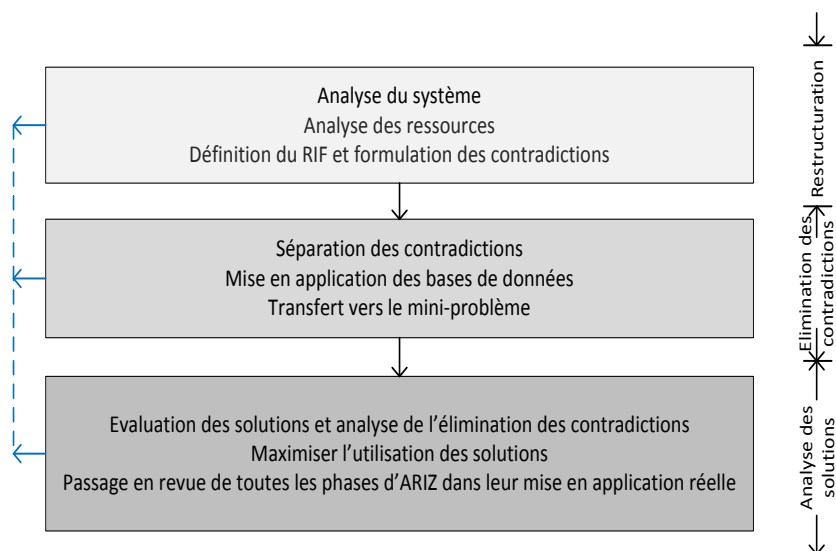 Analyse du système
Analyse des ressources
Définition du RIF et formulation des contradictions
Restructuration
Séparation des contradictions
Mise en application des bases de données
Transfert vers le mini-problème
Elimination des
contradictions
Evaluation des solutions et analyse de l’élimination des contradictions
Maximiser l’utilisation des solutions
Passage en revue de toutes les phases d’ARIZ dans leur mise en application réelle
Analyse des
solutions